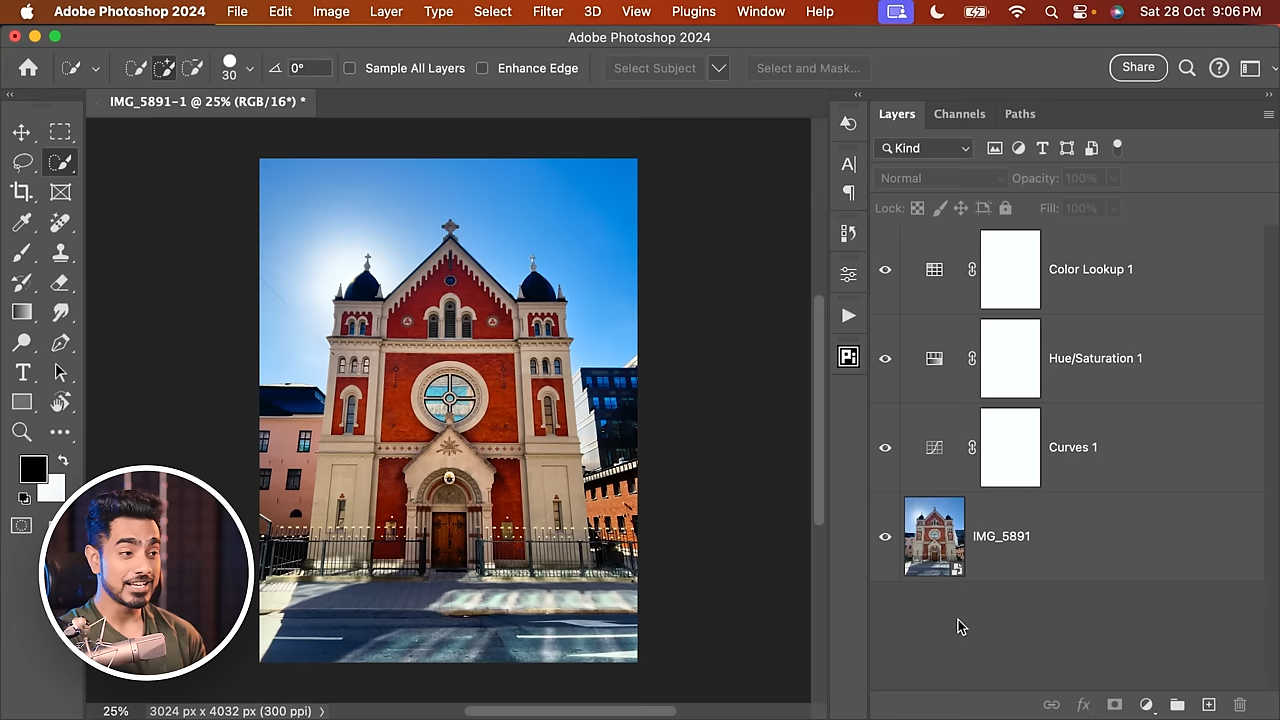 Adobe Photoshop 2024 File Edit Image Layer Type Select Filter 3D View Plugins Window Help Sat 28 Oct 9:06 PM
Adobe Photoshop 2024
30 0° Sample All Layers Enhance Edge Select Subject Select and Mask... Share
IMG_5891-1 @ 25% (RGB/16*) *
Layers Channels Paths
Kind
Normal Opacity: 100%
Lock: Fill: 100%
Color Lookup 1
Hue/Saturation 1
Curves 1
IMG_5891
25% 3024 px x 4032 px (300 ppi)